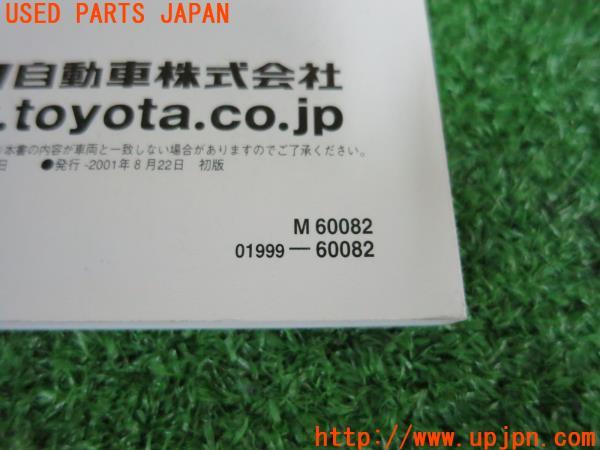 USED PARTS JAPAN
自動車株式会社
.toyota.co.jp
本書の内容が車両と一致しない場合がありますのでご了承ください。
日 ●発行-2001年8月22日 初版
M 60082
01999－60082
http://www.upjpn.com/